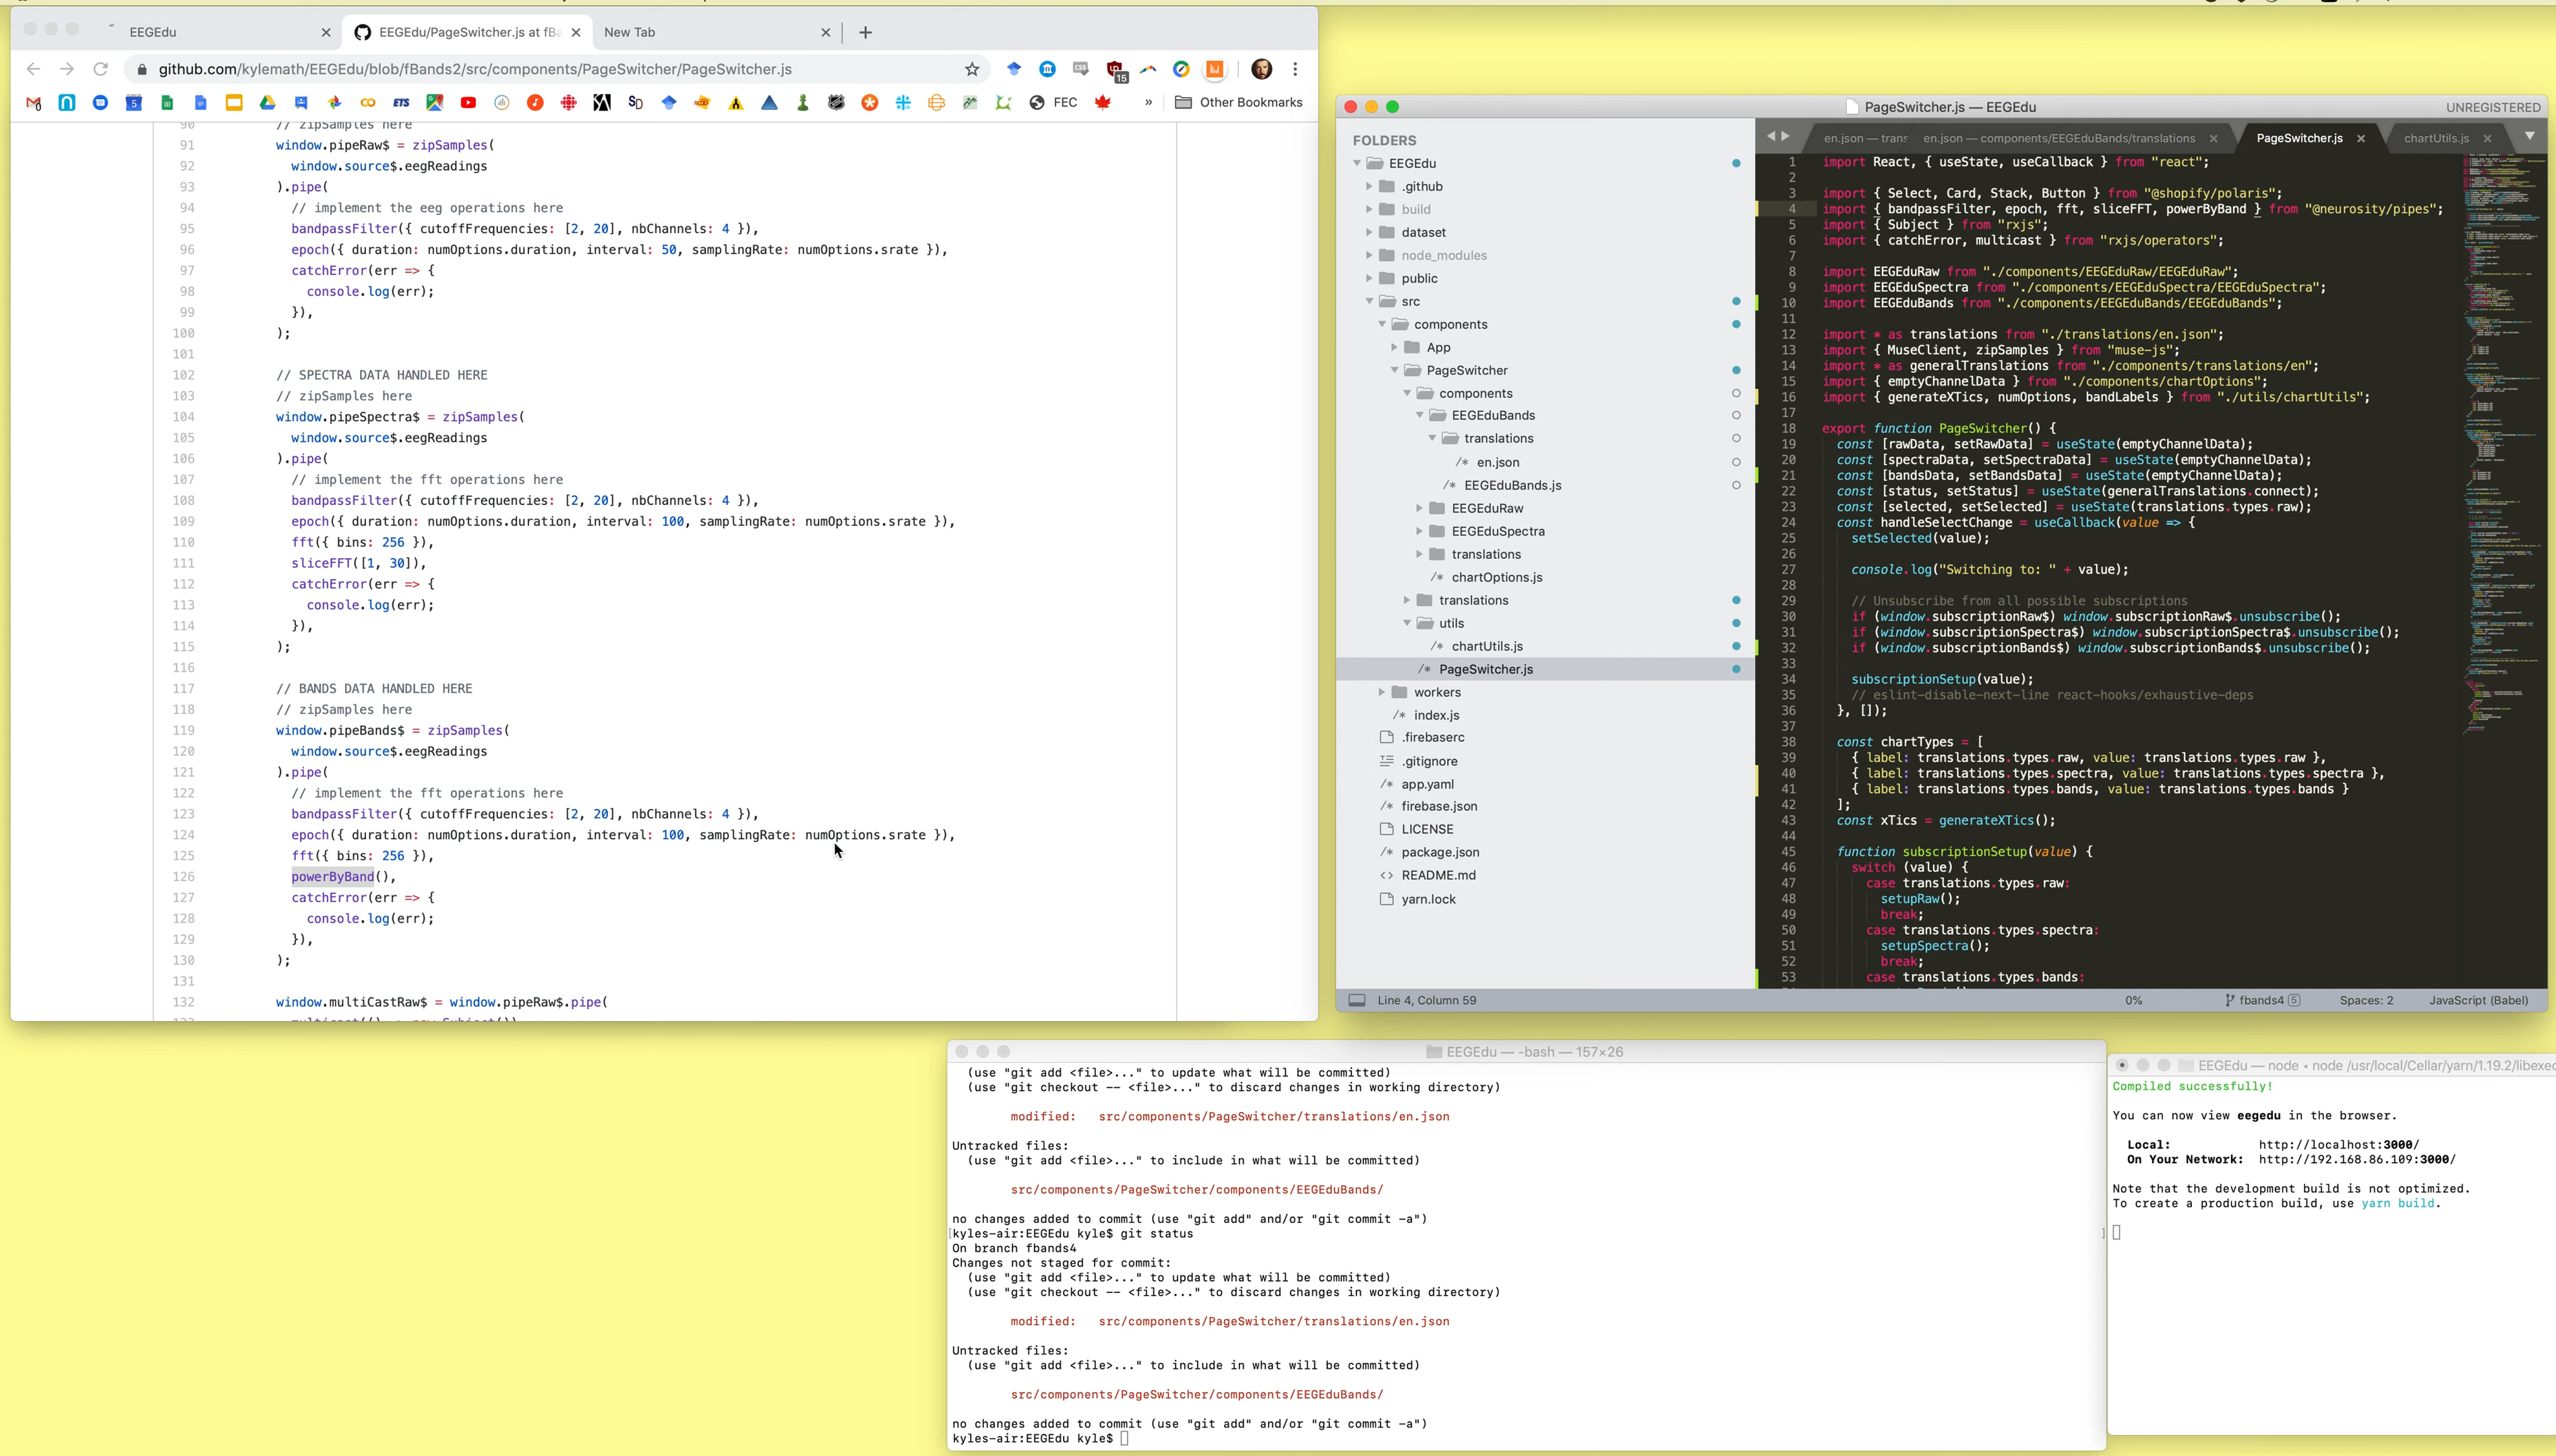 EEGEdu
EEGEdu/PageSwitcher.js at fBa
New Tab
github.com/kylemath/EEGEdu/blob/fBands2/src/components/PageSwitcher/PageSwitcher.js
15
ETS
SD
FEC
»
Other Bookmarks
90 // zipSamples here
91 window.pipeRaw$ = zipSamples(
92 window.source$.eegReadings
93 ).pipe(
94 // implement the eeg operations here
95 bandpassFilter({ cutoffFrequencies: [2, 20], nbChannels: 4 }),
96 epoch({ duration: numOptions.duration, interval: 50, samplingRate: numOptions.srate }),
97 catchError(err => {
98 console.log(err);
99 }),
100 );
101
102 // SPECTRA DATA HANDLED HERE
103 // zipSamples here
104 window.pipeSpectra$ = zipSamples(
105 window.source$.eegReadings
106 ).pipe(
107 // implement the fft operations here
108 bandpassFilter({ cutoffFrequencies: [2, 20], nbChannels: 4 }),
109 epoch({ duration: numOptions.duration, interval: 100, samplingRate: numOptions.srate }),
110 fft({ bins: 256 }),
111 sliceFFT([1, 30]),
112 catchError(err => {
113 console.log(err);
114 }),
115 );
116
117 // BANDS DATA HANDLED HERE
118 // zipSamples here
119 window.pipeBands$ = zipSamples(
120 window.source$.eegReadings
121 ).pipe(
122 // implement the fft operations here
123 bandpassFilter({ cutoffFrequencies: [2, 20], nbChannels: 4 }),
124 epoch({ duration: numOptions.duration, interval: 100, samplingRate: numOptions.srate }),
125 fft({ bins: 256 }),
126 powerByBand(),
127 catchError(err => {
128 console.log(err);
129 }),
130 );
131
132 window.multiCastRaw$ = window.pipeRaw$.pipe(
PageSwitcher.js — EEGEdu
UNREGISTERED
FOLDERS
EEGEdu
.github
build
dataset
node_modules
public
src
components
App
PageSwitcher
components
EEGEduBands
translations
/* en.json
/* EEGEduBands.js
EEGEduRaw
EEGEduSpectra
translations
/* chartOptions.js
translations
utils
/* chartUtils.js
/* PageSwitcher.js
workers
/* index.js
.firebaserc
.gitignore
/* app.yaml
/* firebase.json
LICENSE
/* package.json
<> README.md
yarn.lock
en.json — trans
en.json — components/EEGEduBands/translations
PageSwitcher.js
chartUtils.js
1 import React, { useState, useCallback } from "react";
2
3 import { Select, Card, Stack, Button } from "@shopify/polaris";
4 import { bandpassFilter, epoch, fft, sliceFFT, powerByBand } from "@neurosity/pipes";
5 import { Subject } from "rxjs";
6 import { catchError, multicast } from "rxjs/operators";
7
8 import EEGEduRaw from "./components/EEGEduRaw/EEGEduRaw";
9 import EEGEduSpectra from "./components/EEGEduSpectra/EEGEduSpectra";
10 import EEGEduBands from "./components/EEGEduBands/EEGEduBands";
11
12 import * as translations from "./translations/en.json";
13 import { MuseClient, zipSamples } from "muse-js";
14 import * as generalTranslations from "./components/translations/en";
15 import { emptyChannelData } from "./components/chartOptions";
16 import { generateXTics, numOptions, bandLabels } from "./utils/chartUtils";
17
18 export function PageSwitcher() {
19 const [rawData, setRawData] = useState(emptyChannelData);
20 const [spectraData, setSpectraData] = useState(emptyChannelData);
21 const [bandsData, setBandsData] = useState(emptyChannelData);
22 const [status, setStatus] = useState(generalTranslations.connect);
23 const [selected, setSelected] = useState(translations.types.raw);
24 const handleSelectChange = useCallback(value => {
25 setSelected(value);
26
27 console.log("Switching to: " + value);
28
29 // Unsubscribe from all possible subscriptions
30 if (window.subscriptionRaw$) window.subscriptionRaw$.unsubscribe();
31 if (window.subscriptionSpectra$) window.subscriptionSpectra$.unsubscribe();
32 if (window.subscriptionBands$) window.subscriptionBands$.unsubscribe();
33
34 subscriptionSetup(value);
35 // eslint-disable-next-line react-hooks/exhaustive-deps
36 }, []);
37
38 const chartTypes = [
39 { label: translations.types.raw, value: translations.types.raw },
40 { label: translations.types.spectra, value: translations.types.spectra },
41 { label: translations.types.bands, value: translations.types.bands }
42 ];
43 const xTics = generateXTics();
44
45 function subscriptionSetup(value) {
46 switch (value) {
47 case translations.types.raw:
48 setupRaw();
49 break;
50 case translations.types.spectra:
51 setupSpectra();
52 break;
53 case translations.types.bands:
Line 4, Column 59
0%
fbands4 5
Spaces: 2
JavaScript (Babel)
EEGEdu — -bash — 157×26
(use "git add <file>..." to update what will be committed)
(use "git checkout -- <file>..." to discard changes in working directory)
modified: src/components/PageSwitcher/translations/en.json
Untracked files:
(use "git add <file>..." to include in what will be committed)
src/components/PageSwitcher/components/EEGEduBands/
no changes added to commit (use "git add" and/or "git commit -a")
[kyles-air:EEGEdu kyle$ git status ]
On branch fbands4
Changes not staged for commit:
(use "git add <file>..." to update what will be committed)
(use "git checkout -- <file>..." to discard changes in working directory)
modified: src/components/PageSwitcher/translations/en.json
Untracked files:
(use "git add <file>..." to include in what will be committed)
src/components/PageSwitcher/components/EEGEduBands/
no changes added to commit (use "git add" and/or "git commit -a")
kyles-air:EEGEdu kyle$
EEGEdu — node ◂ node /usr/local/Cellar/yarn/1.19.2/libexec
Compiled successfully!
You can now view eegedu in the browser.
Local: http://localhost:3000/
On Your Network: http://192.168.86.109:3000/
Note that the development build is not optimized.
To create a production build, use yarn build.